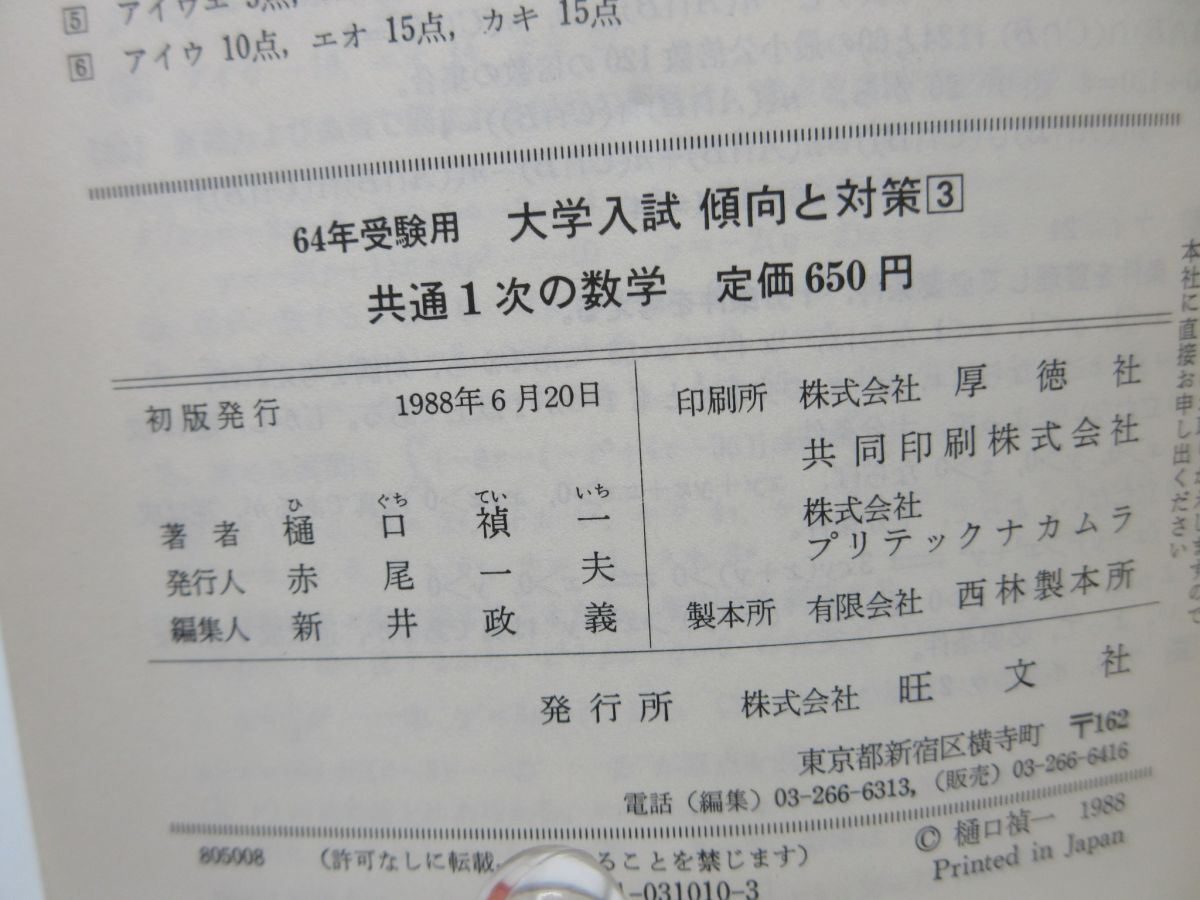 5 アイウエ 5点,
6 アイウ 10点, エオ 15点, カキ 15点
64年受験用 大学入試 傾向と対策3
共通1次の数学 定価650円
初版発行 1988年6月20日
著者 樋口禎一
ひ ぐち てい いち
発行人 赤尾一夫
編集人 新井政義
印刷所 株式会社 厚徳社
共同印刷株式会社
株式会社
プリテックナカムラ
製本所 有限会社 西林製本所
発行所 株式会社 旺文社
東京都新宿区横寺町 〒162
電話(編集)03-266-6313,(販売)03-266-6416
805008 (許可なしに転載 ることを禁じます)
© 樋口禎一 1988
Printed in Japan
-031010-3
本社に直接お申し出ください